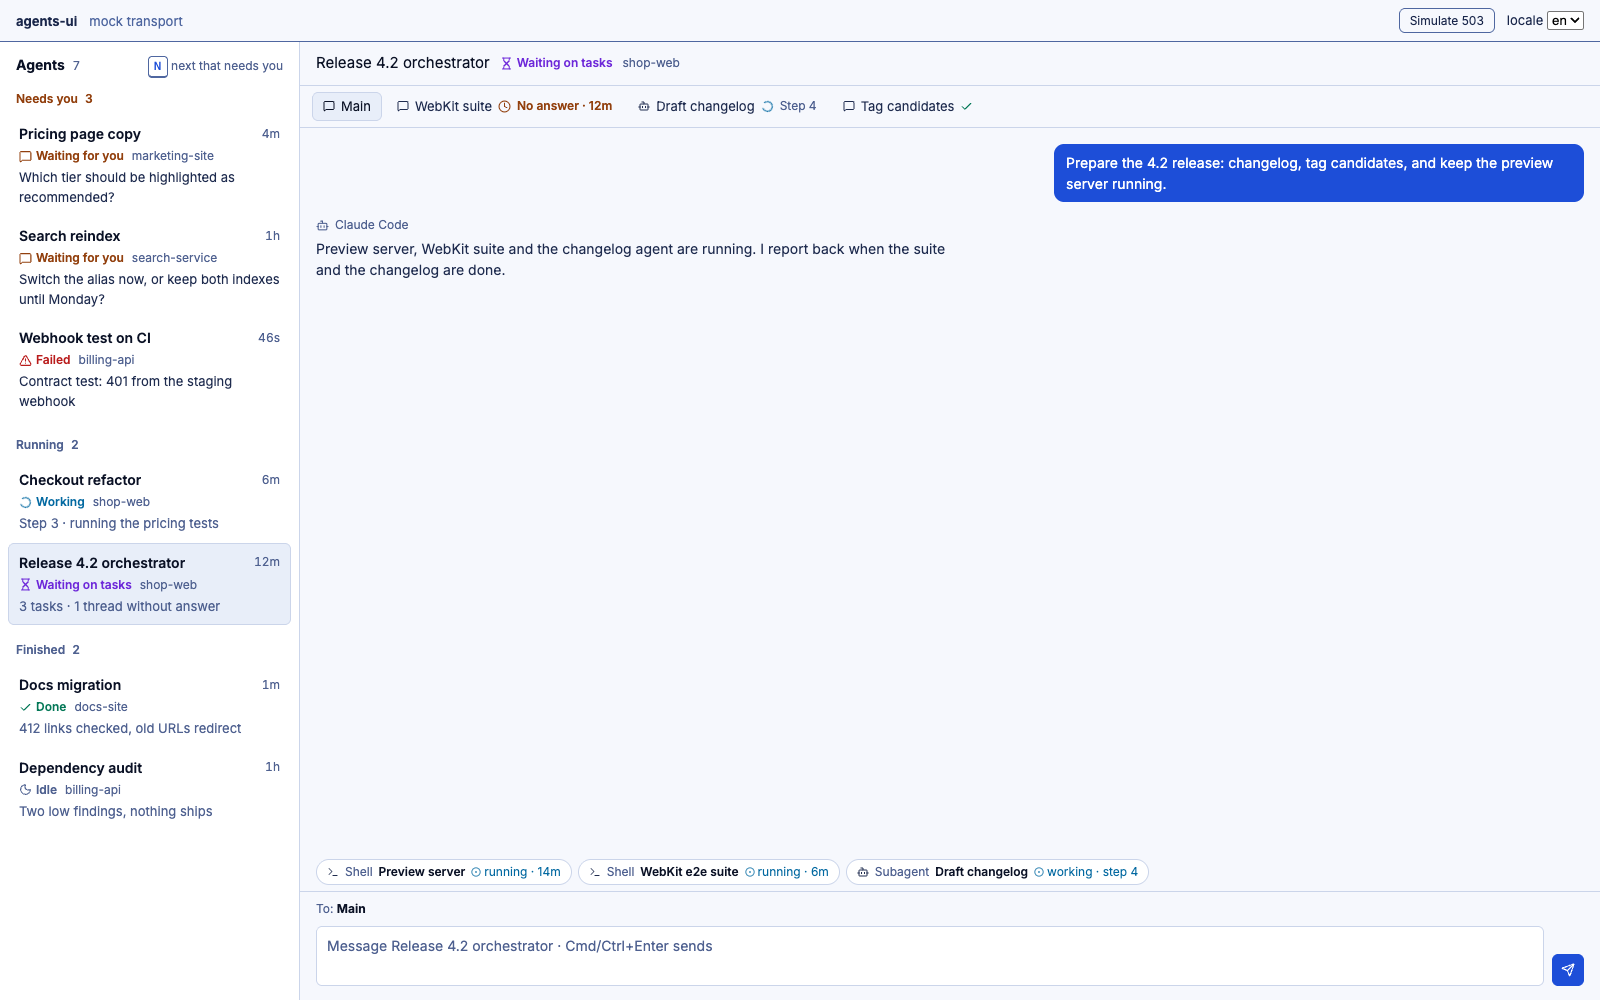 agents-ui mock transport
Simulate 503 locale en
Agents 7 N next that needs you
Needs you 3
Pricing page copy 4m
Waiting for you marketing-site
Which tier should be highlighted as
recommended?
Search reindex 1h
Waiting for you search-service
Switch the alias now, or keep both indexes
until Monday?
Webhook test on CI 46s
Failed billing-api
Contract test: 401 from the staging
webhook
Running 2
Checkout refactor 6m
Working shop-web
Step 3 · running the pricing tests
Release 4.2 orchestrator 12m
Waiting on tasks shop-web
3 tasks · 1 thread without answer
Finished 2
Docs migration 1m
Done docs-site
412 links checked, old URLs redirect
Dependency audit 1h
Idle billing-api
Two low findings, nothing ships
Release 4.2 orchestrator Waiting on tasks shop-web
Main WebKit suite No answer · 12m Draft changelog Step 4 Tag candidates
Prepare the 4.2 release: changelog, tag candidates, and keep the preview
server running.
Claude Code
Preview server, WebKit suite and the changelog agent are running. I report back when the suite
and the changelog are done.
Shell Preview server running · 14m Shell WebKit e2e suite running · 6m Subagent Draft changelog working · step 4
To: Main
Message Release 4.2 orchestrator · Cmd/Ctrl+Enter sends